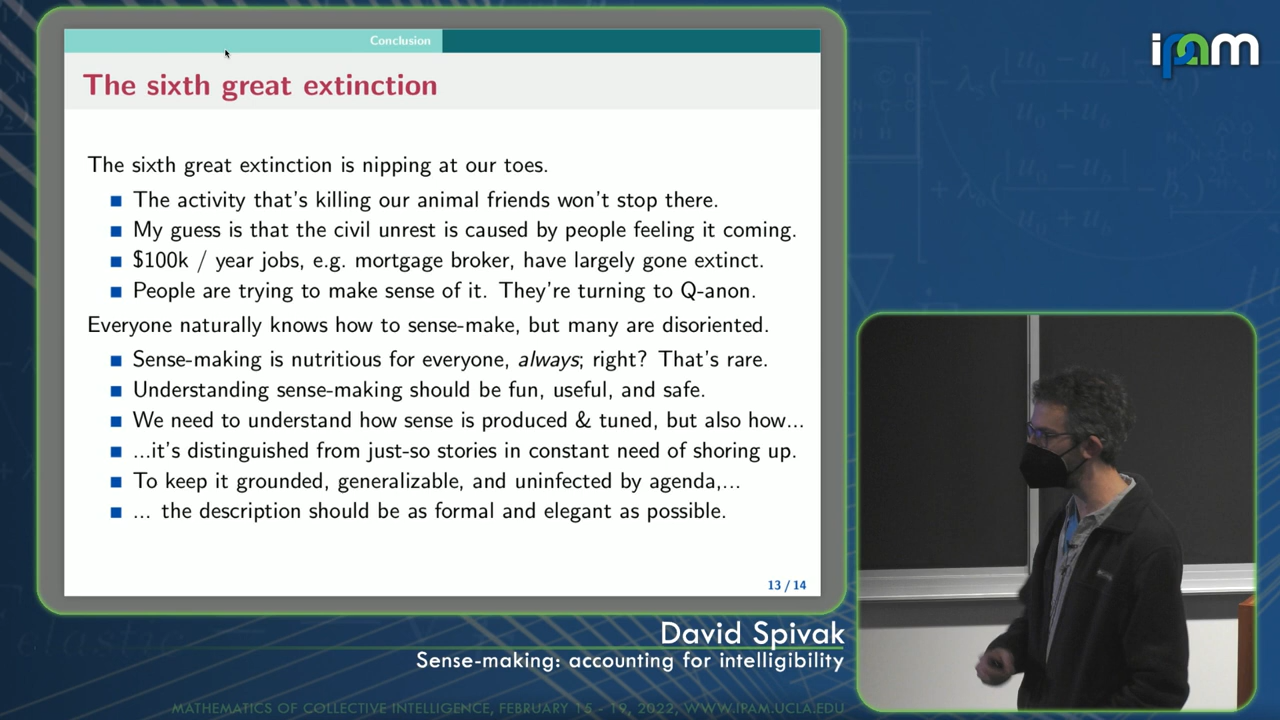 Conclusion
The sixth great extinction
The sixth great extinction is nipping at our toes.
The activity that's killing our animal friends won't stop there.
My guess is that the civil unrest is caused by people feeling it coming.
$100k / year jobs, e.g. mortgage broker, have largely gone extinct.
People are trying to make sense of it. They're turning to Q-anon.
Everyone naturally knows how to sense-make, but many are disoriented.
Sense-making is nutritious for everyone, always; right? That's rare.
Understanding sense-making should be fun, useful, and safe.
We need to understand how sense is produced & tuned, but also how...
...it's distinguished from just-so stories in constant need of shoring up.
To keep it grounded, generalizable, and uninfected by agenda,...
... the description should be as formal and elegant as possible.
13 / 14
ipam
David Spivak
Sense-making: accounting for intelligibility
MATHEMATICS OF COLLECTIVE INTELLIGENCE, FEBRUARY 15 - 19, 2022, WWW.IPAM.UCLA.EDU
elastic